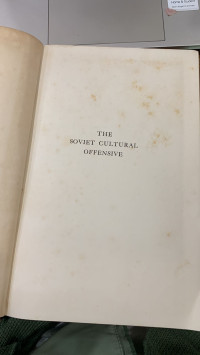 THE
SOVIET CULTURAL
OFFENSIVE